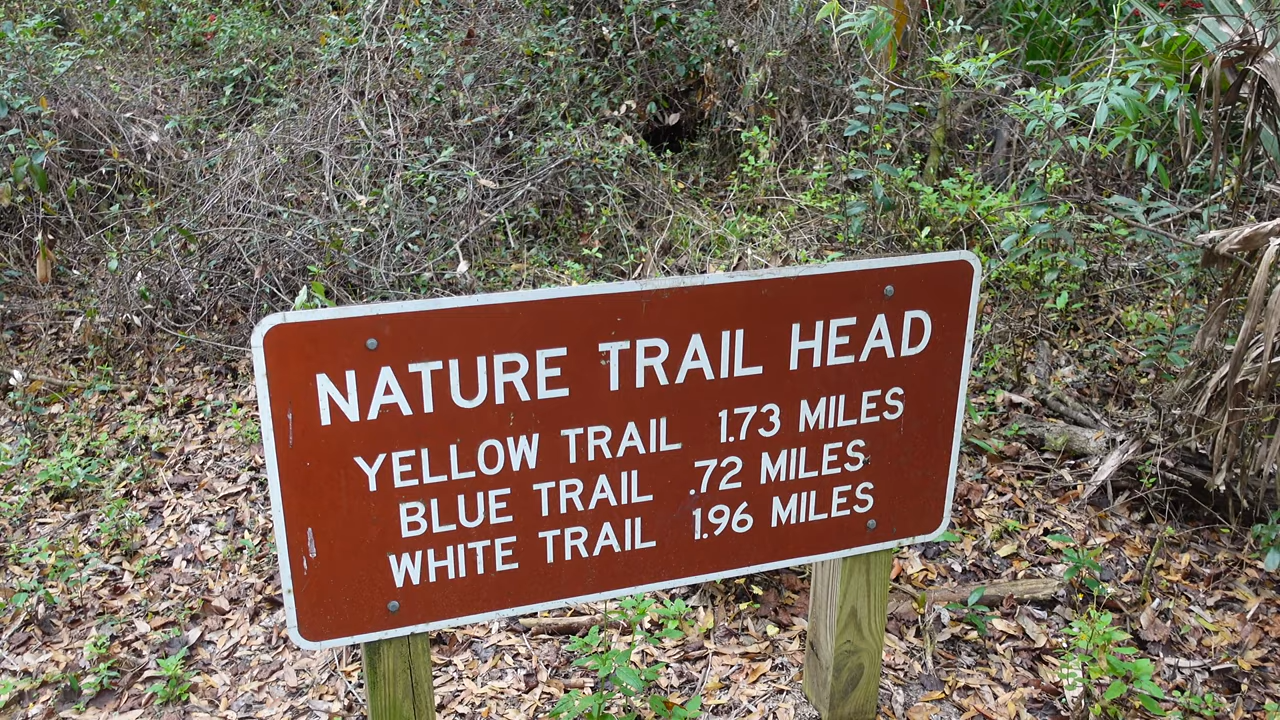 NATURE TRAIL HEAD
YELLOW TRAIL 1.73 MILES
BLUE TRAIL .72 MILES
WHITE TRAIL 1.96 MILES